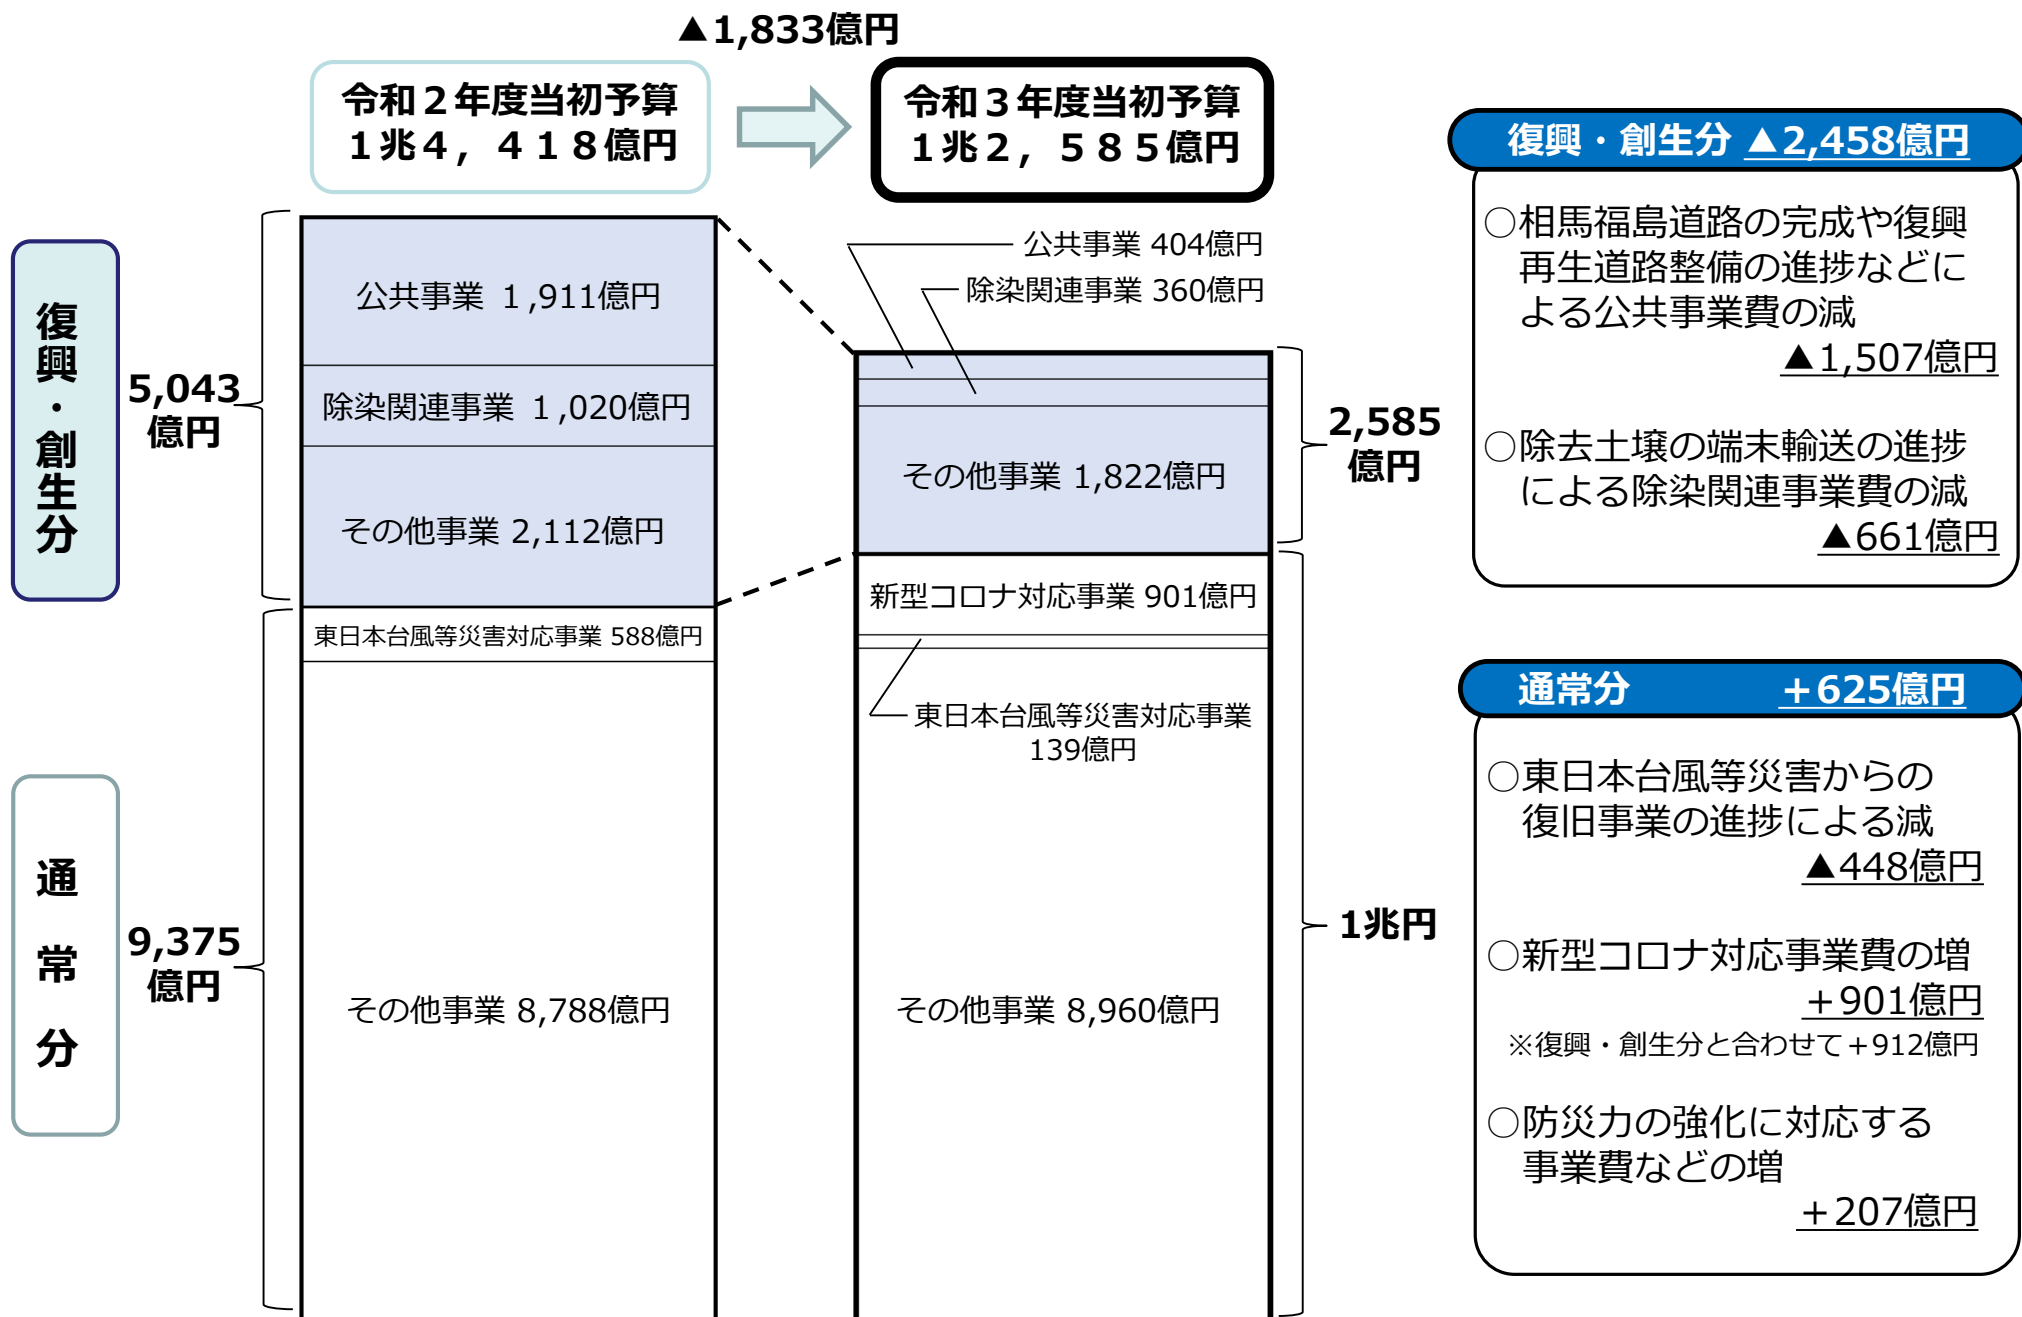 ▲1,833億円
令和２年度当初予算
１兆４，４１８億円
令和３年度当初予算
１兆２，５８５億円
復興・創生分
5,043
億円
公共事業 １,911億円
除染関連事業 １,020億円
その他事業 2,112億円
公共事業 404億円
除染関連事業 360億円
その他事業 1,822億円
2,585
億円
通常分
9,375
億円
東日本台風等災害対応事業 588億円
その他事業 8,788億円
新型コロナ対応事業 901億円
東日本台風等災害対応事業
139億円
その他事業 8,960億円
1兆円
復興・創生分 ▲2,458億円
○相馬福島道路の完成や復興
再生道路整備の進捗などに
よる公共事業費の減
▲1,507億円
○除去土壌の端末輸送の進捗
による除染関連事業費の減
▲661億円
通常分 ＋625億円
○東日本台風等災害からの
復旧事業の進捗による減
▲448億円
○新型コロナ対応事業費の増
＋901億円
※復興・創生分と合わせて＋912億円
○防災力の強化に対応する
事業費などの増
＋207億円